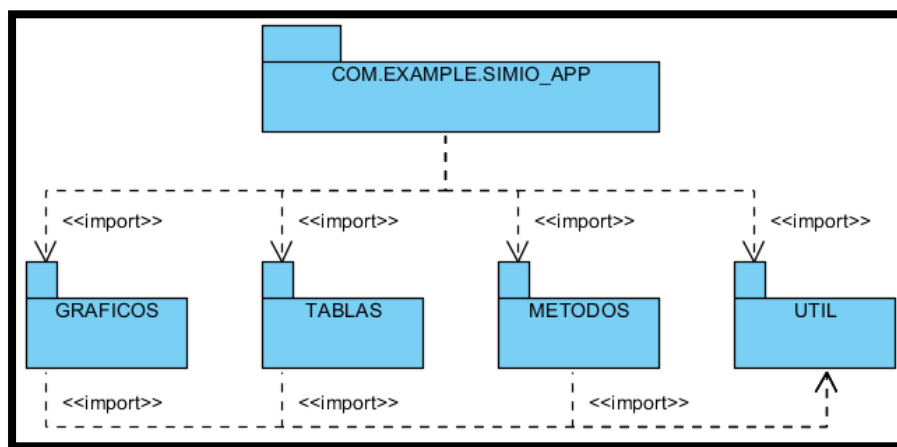 COM.EXAMPLE.SIMIO_APP
<<import>>
<<import>>
<<import>>
<<import>>
GRAFICOS
TABLAS
METODOS
UTIL
<<import>>
<<import>>
<<import>>